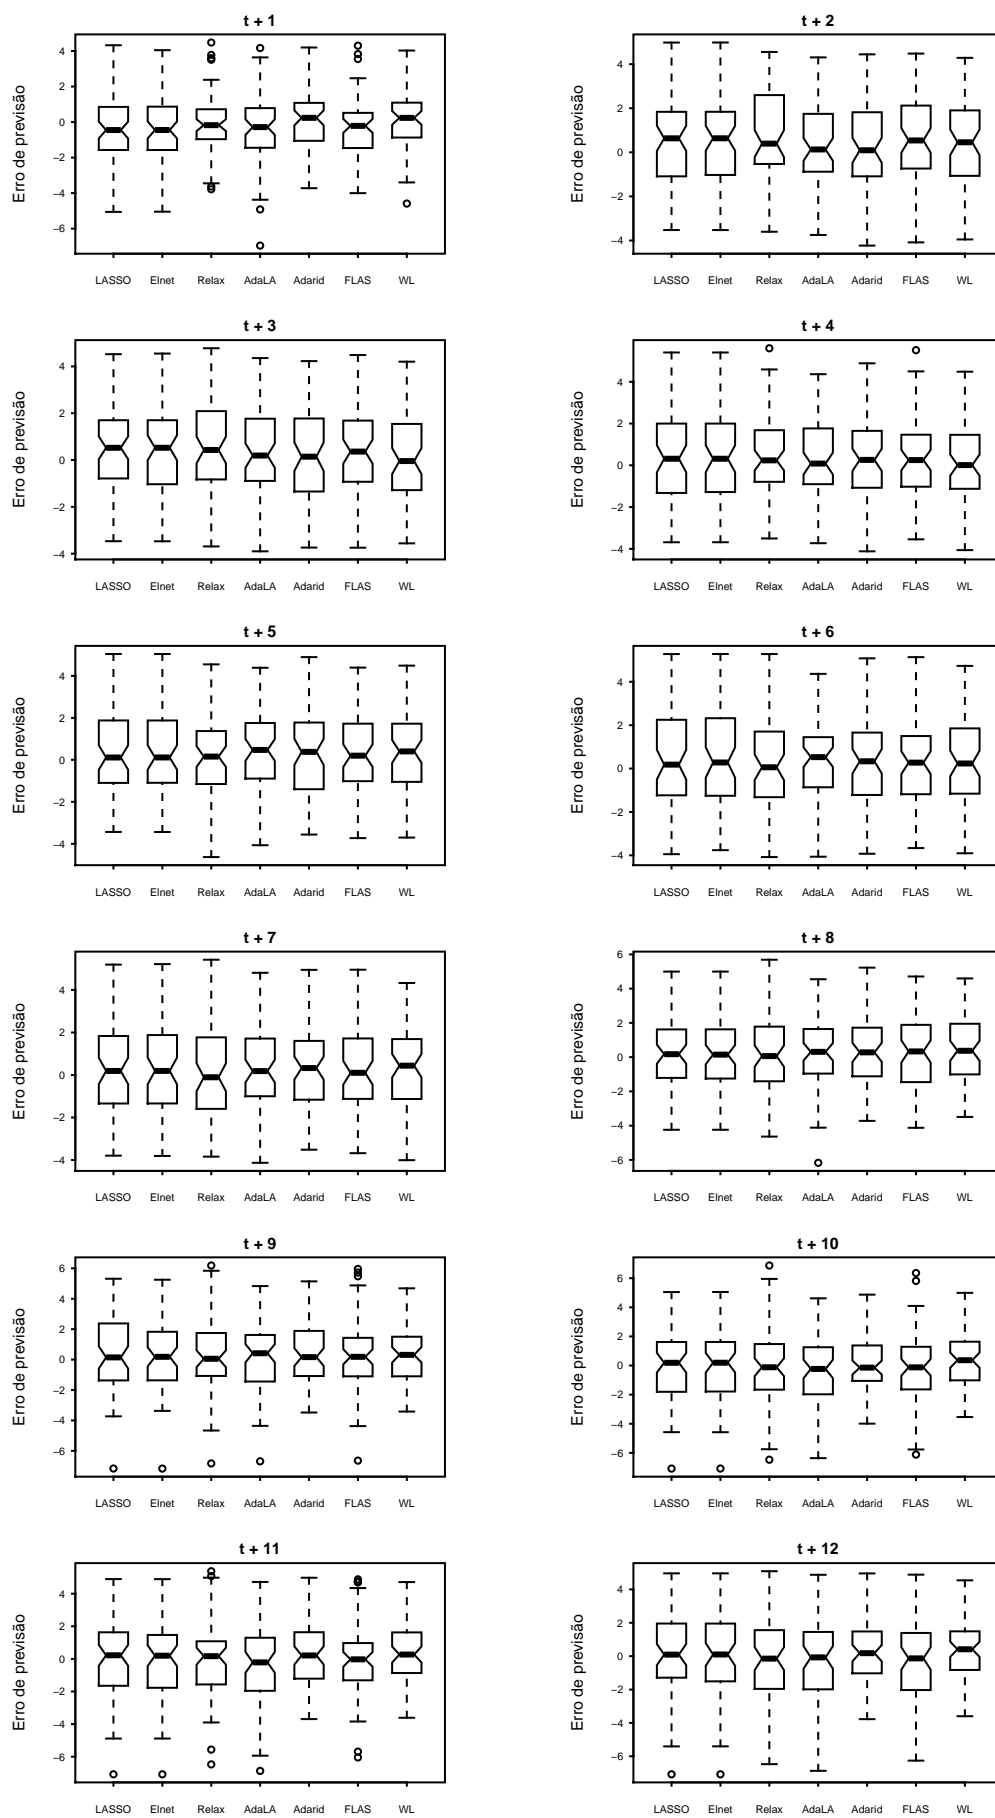 t + 1
Erro de previsão
4
2
0
−2
−4
−6
LASSO Elnet Relax AdaLA Adarid FLAS WL
t + 2
Erro de previsão
4
2
0
−2
−4
LASSO Elnet Relax AdaLA Adarid FLAS WL
t + 3
Erro de previsão
4
2
0
−2
−4
LASSO Elnet Relax AdaLA Adarid FLAS WL
t + 4
Erro de previsão
4
2
0
−2
−4
LASSO Elnet Relax AdaLA Adarid FLAS WL
t + 5
Erro de previsão
4
2
0
−2
−4
LASSO Elnet Relax AdaLA Adarid FLAS WL
t + 6
Erro de previsão
4
2
0
−2
−4
LASSO Elnet Relax AdaLA Adarid FLAS WL
t + 7
Erro de previsão
4
2
0
−2
−4
LASSO Elnet Relax AdaLA Adarid FLAS WL
t + 8
Erro de previsão
6
4
2
0
−2
−4
−6
LASSO Elnet Relax AdaLA Adarid FLAS WL
t + 9
Erro de previsão
6
4
2
0
−2
−4
−6
LASSO Elnet Relax AdaLA Adarid FLAS WL
t + 10
Erro de previsão
6
4
2
0
−2
−4
−6
LASSO Elnet Relax AdaLA Adarid FLAS WL
t + 11
Erro de previsão
4
2
0
−2
−4
−6
LASSO Elnet Relax AdaLA Adarid FLAS WL
t + 12
Erro de previsão
4
2
0
−2
−4
−6
LASSO Elnet Relax AdaLA Adarid FLAS WL